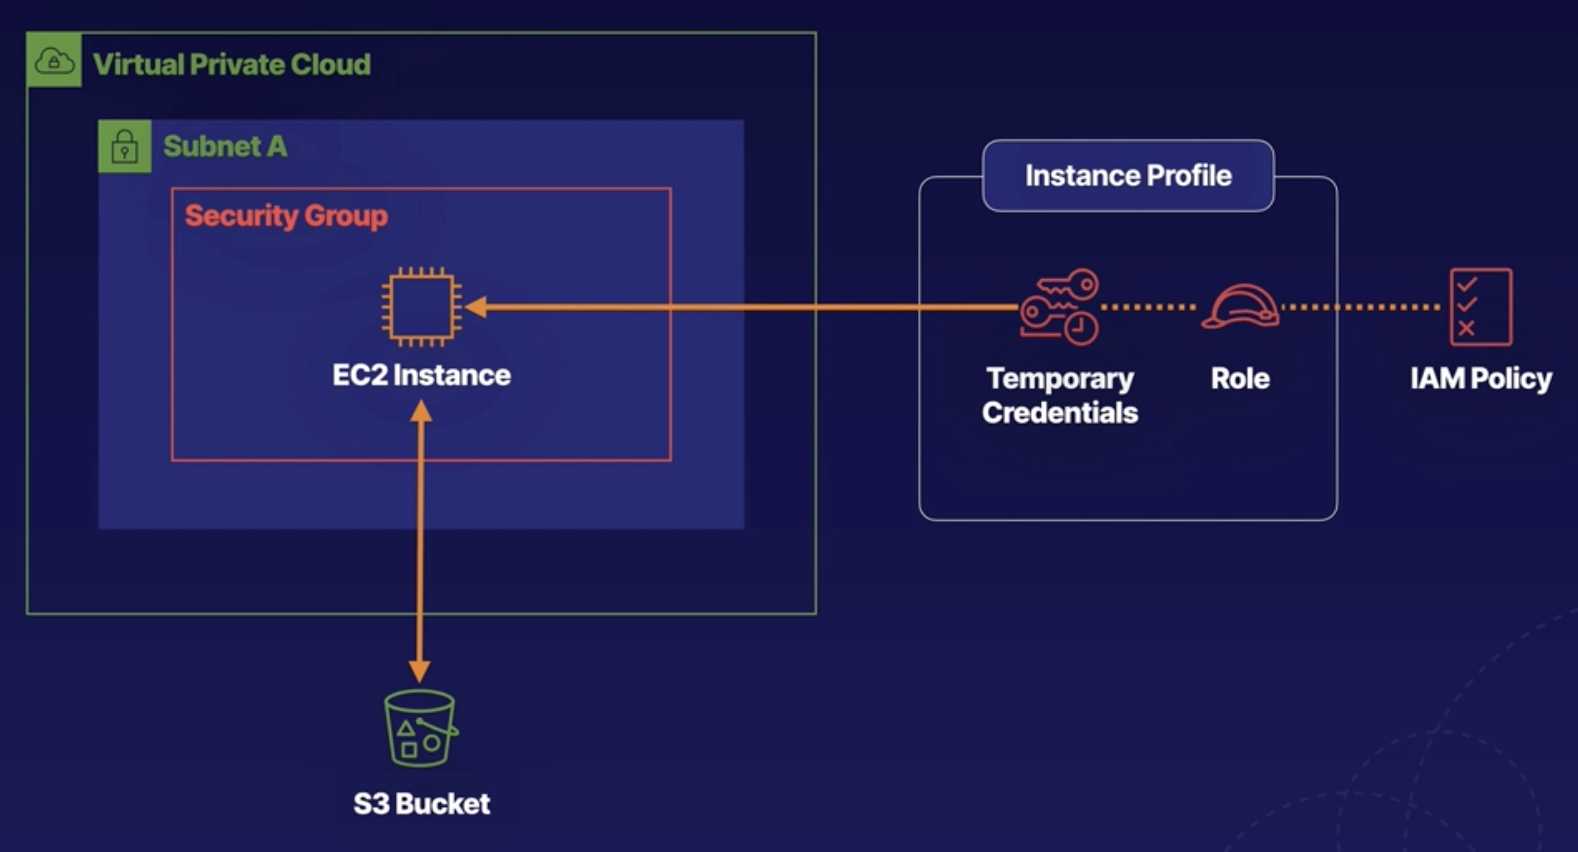 Virtual Private Cloud
Subnet A
Security Group
EC2 Instance
S3 Bucket
Instance Profile
Temporary
Credentials
Role
IAM Policy